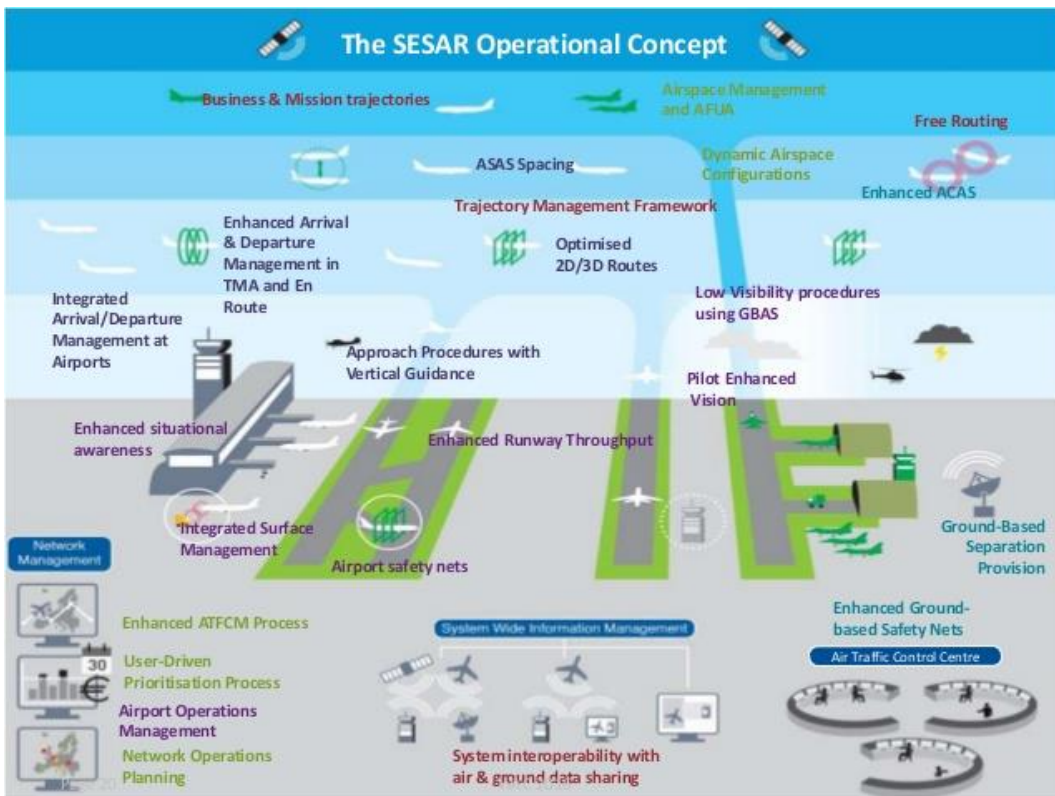 The SESAR Operational Concept
Business & Mission trajectories
Airspace Management
and AFUA
Free Routing
ASAS Spacing
Dynamic Airspace
Configurations
Enhanced ACAS
Trajectory Management Framework
Enhanced Arrival
& Departure
Management in
TMA and En
Route
Optimised
2D/3D Routes
Integrated
Arrival/Departure
Management at
Airports
Low Visibility procedures
using GBAS
Approach Procedures with
Vertical Guidance
Pilot Enhanced
Vision
Enhanced situational
awareness
Enhanced Runway Throughput
Integrated Surface
Management
Airport safety nets
Ground-Based
Separation
Provision
Network
Management
Enhanced ATFCM Process
30
User-Driven
Prioritisation Process
€
Airport Operations
Management
Network Operations
Planning
System Wide Information Management
System interoperability with
air & ground data sharing
Enhanced Ground-
based Safety Nets
Air Traffic Control Centre